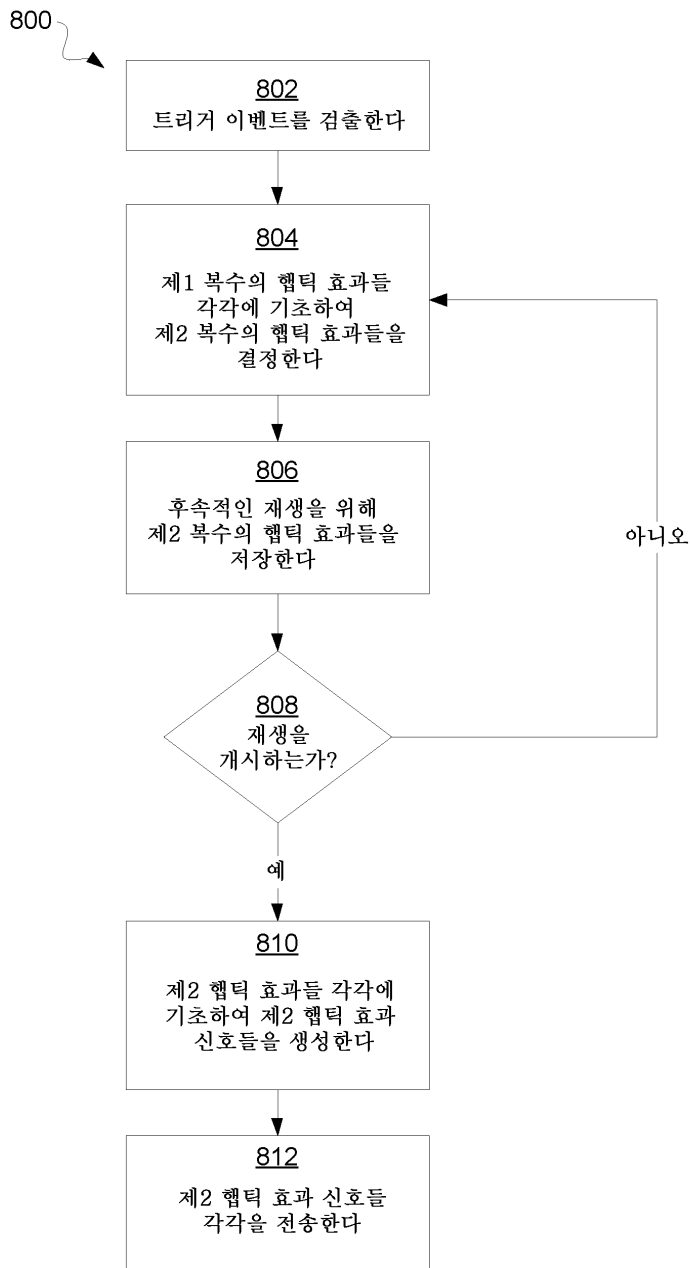 800
802
트리거 이벤트를 검출한다
804
제1 복수의 햅틱 효과들
각각에 기초하여
제2 복수의 햅틱 효과들을
결정한다
806
후속적인 재생을 위해
제2 복수의 햅틱 효과들을
저장한다
아니오
808
재생을
개시하는가?
예
810
제2 햅틱 효과들 각각에
기초하여 제2 햅틱 효과
신호들을 생성한다
812
제2 햅틱 효과 신호들
각각을 전송한다